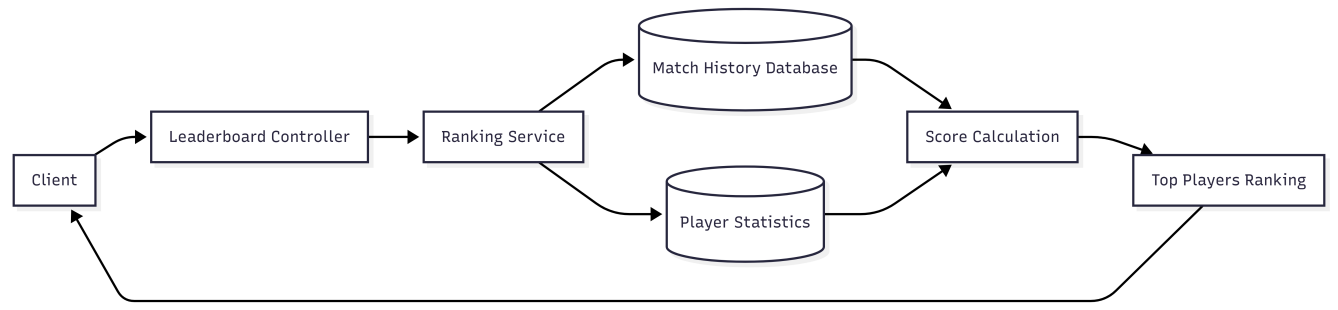 Client
Leaderboard Controller
Ranking Service
Match History Database
Player Statistics
Score Calculation
Top Players Ranking